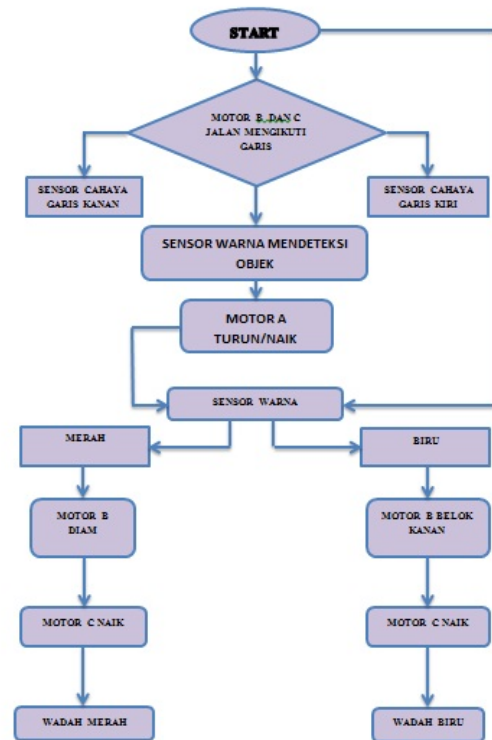 START
MOTOR B DAN C
JALAN MENGIKUTI
GARIS
SENSOR CAHAYA
GARIS KANAN
SENSOR CAHAYA
GARIS KIRI
SENSOR WARNA MENDETEKSI
OBJEK
MOTOR A
TURUN/NAIK
SENSOR WARNA
MERAH
BIRU
MOTOR B
DIAM
MOTOR B BELOK
KANAN
MOTOR C NAIK
MOTOR C NAIK
WADAH MERAH
WADAH BIRU